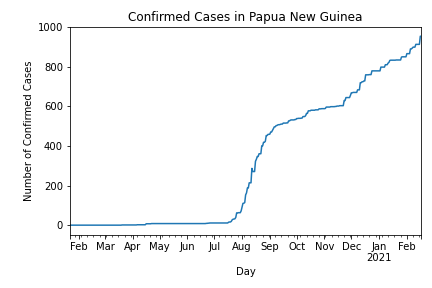 Confirmed Cases in Papua New Guinea
1000
800
600
400
200
0
Number of Confirmed Cases
Feb Mar Apr May Jun Jul Aug Sep Oct Nov Dec Jan Feb
2021
Day